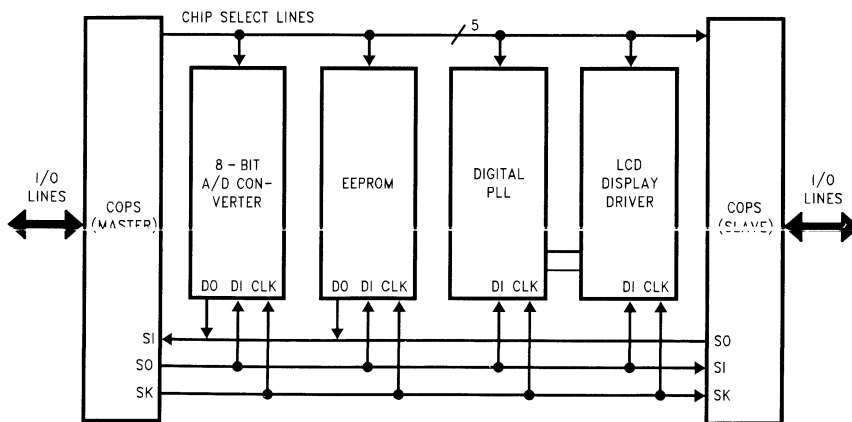 CHIP SELECT LINES
5
I/O
LINES
COPS
(MASTER)
8 - BIT
A/D CON-
VERTER
DO DI CLK
EEPROM
DO DI CLK
DIGITAL
PLL
DI CLK
LCD
DISPLAY
DRIVER
DI CLK
COPS
(SLAVE)
I/O
LINES
SI
SO
SK
SO
SI
SK